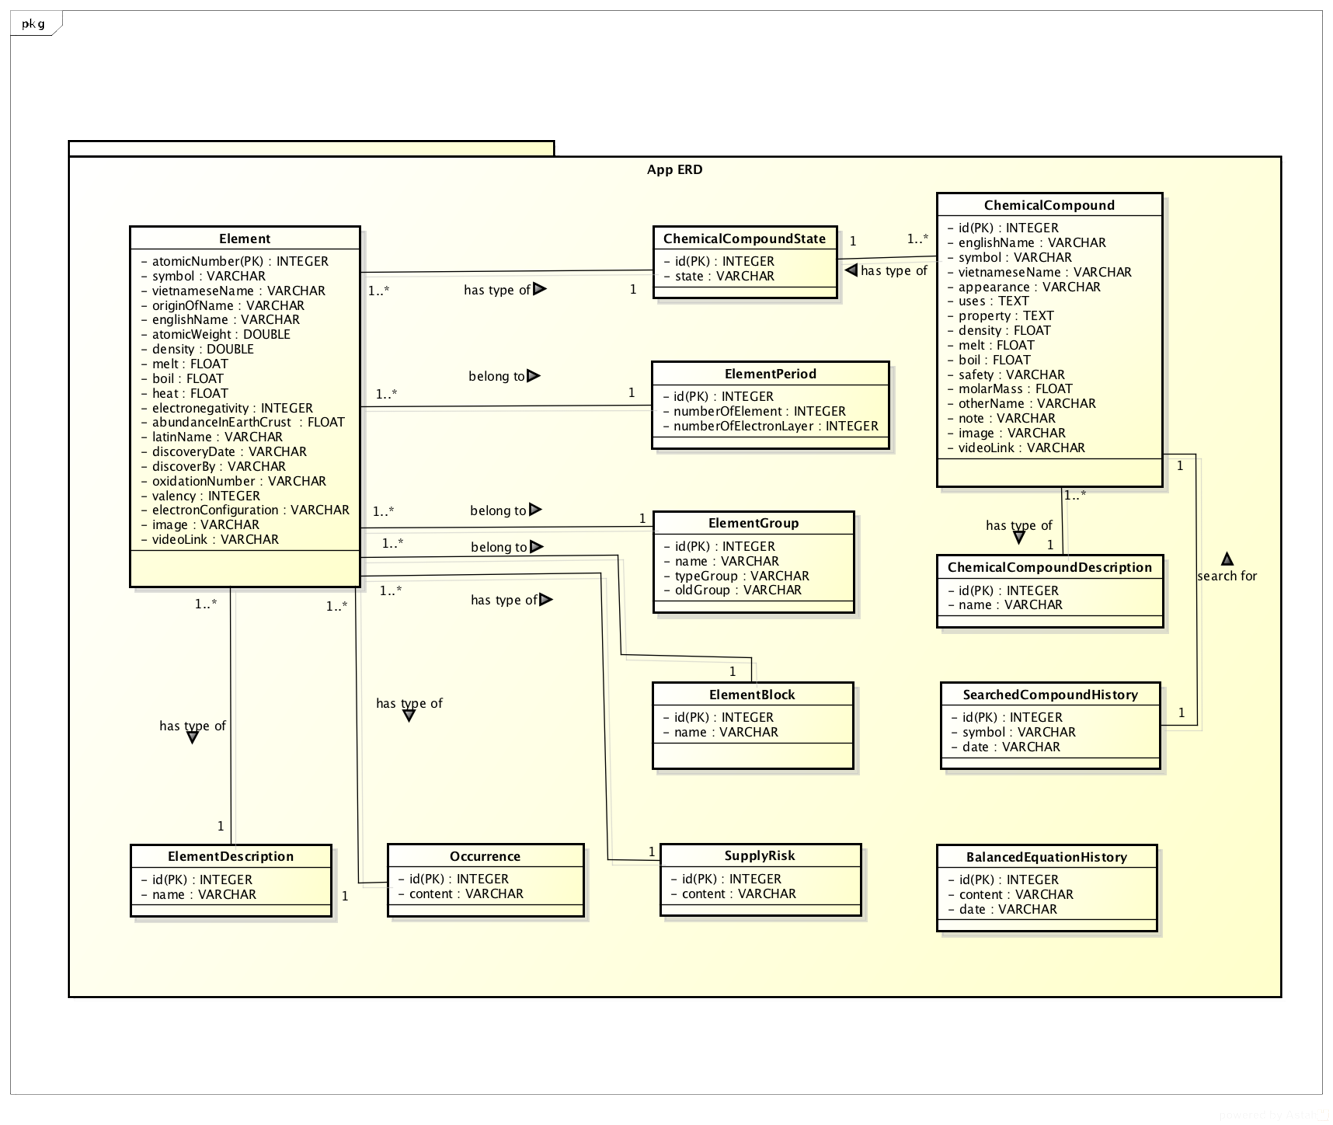 pkg
App ERD
Element
- atomicNumber(PK) : INTEGER
- symbol : VARCHAR
- vietnameseName : VARCHAR
- originOfName : VARCHAR
- englishName : VARCHAR
- atomicWeight : DOUBLE
- density : DOUBLE
- melt : FLOAT
- boil : FLOAT
- heat : FLOAT
- electronegativity : INTEGER
- abundanceInEarthCrust : FLOAT
- latinName : VARCHAR
- discoveryDate : VARCHAR
- discoverBy : VARCHAR
- oxidationNumber : VARCHAR
- valency : INTEGER
- electronConfiguration : VARCHAR
- image : VARCHAR
- videoLink : VARCHAR
ChemicalCompoundState
- id(PK) : INTEGER
- state : VARCHAR
ChemicalCompound
- id(PK) : INTEGER
- englishName : VARCHAR
- symbol : VARCHAR
- vietnameseName : VARCHAR
- appearance : VARCHAR
- uses : TEXT
- property : TEXT
- density : FLOAT
- melt : FLOAT
- boil : FLOAT
- safety : VARCHAR
- molarMass : FLOAT
- otherName : VARCHAR
- note : VARCHAR
- image : VARCHAR
- videoLink : VARCHAR
1
1..*
has type of
1..*
has type of
1
ElementPeriod
- id(PK) : INTEGER
- numberOfElement : INTEGER
- numberOfElectronLayer : INTEGER
1..*
belong to
1
ElementGroup
- id(PK) : INTEGER
- name : VARCHAR
- typeGroup : VARCHAR
- oldGroup : VARCHAR
1..*
belong to
1
1..*
belong to
1
1..*
has type of
1
ElementBlock
- id(PK) : INTEGER
- name : VARCHAR
1..*
has type of
1
ChemicalCompoundDescription
- id(PK) : INTEGER
- name : VARCHAR
1
search for
1
SearchedCompoundHistory
- id(PK) : INTEGER
- symbol : VARCHAR
- date : VARCHAR
1..*
has type of
1
1..*
has type of
1
ElementDescription
- id(PK) : INTEGER
- name : VARCHAR
Occurrence
- id(PK) : INTEGER
- content : VARCHAR
SupplyRisk
- id(PK) : INTEGER
- content : VARCHAR
BalancedEquationHistory
- id(PK) : INTEGER
- content : VARCHAR
- date : VARCHAR